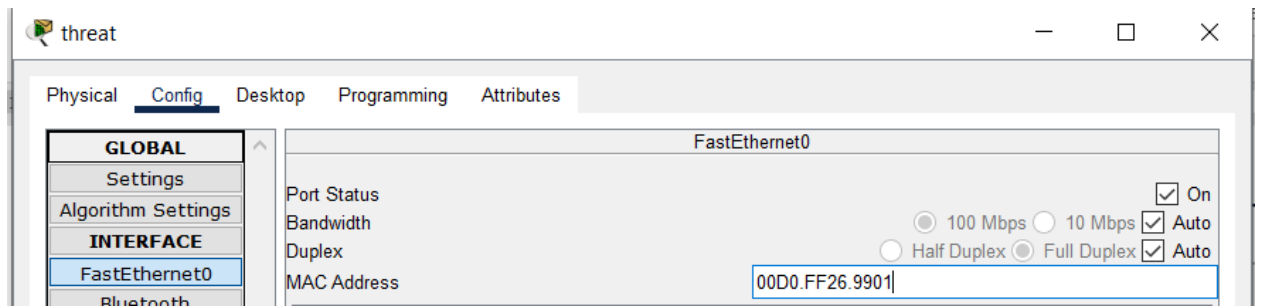 threat
Physical Config Desktop Programming Attributes
GLOBAL
Settings
Algorithm Settings
INTERFACE
FastEthernet0
Bluetooth
FastEthernet0
Port Status On
Bandwidth 100 Mbps 10 Mbps Auto
Duplex Half Duplex Full Duplex Auto
MAC Address 00D0.FF26.9901